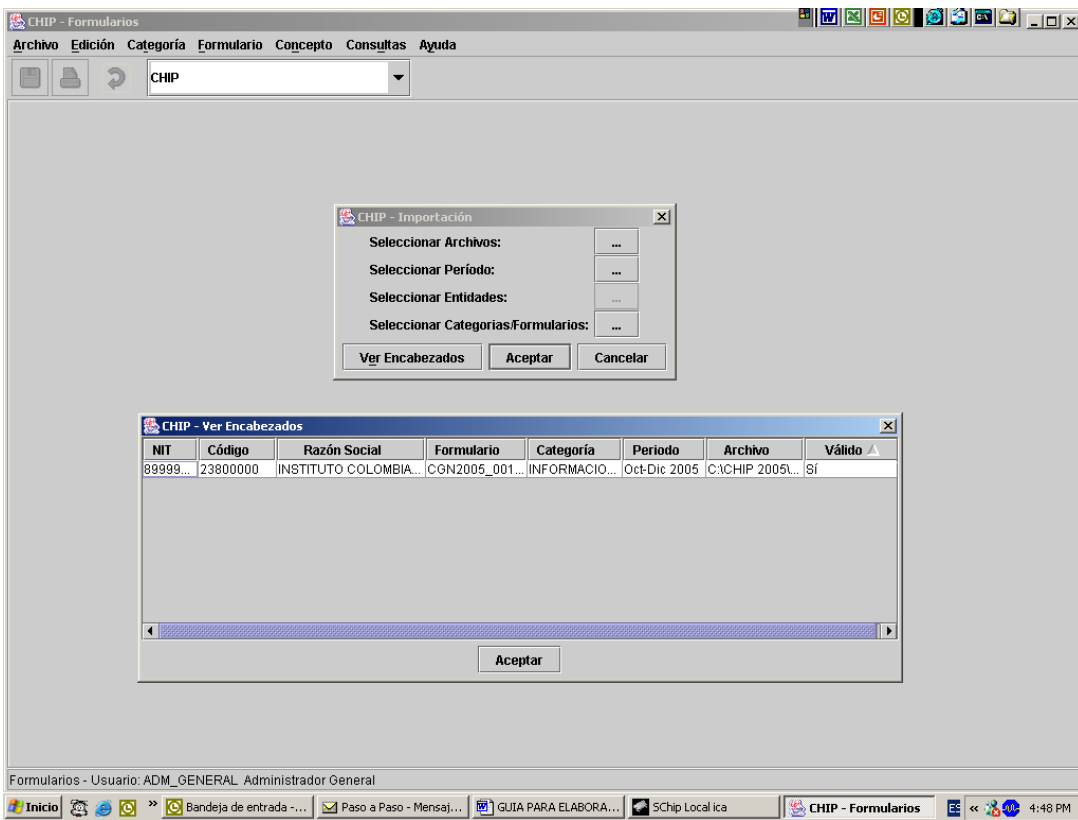 CHIP - Formularios
Archivo Edición Categoría Formulario Concepto Consultas Ayuda
CHIP
CHIP - Importación
Seleccionar Archivos: ...
Seleccionar Período: ...
Seleccionar Entidades: ...
Seleccionar Categorias/Formularios: ...
Ver Encabezados Aceptar Cancelar
CHIP - Ver Encabezados
NIT Código Razón Social Formulario Categoría Periodo Archivo Válido
89999... 23800000 INSTITUTO COLOMBIA... CGN2005_001... INFORMACIO... Oct-Dic 2005 C:\CHIP 2005\... Sí
Aceptar
Formularios - Usuario: ADM_GENERAL Administrador General
Inicio » Bandeja de entrada -... Paso a Paso - Mensaj... GUIA PARA ELABORA... SChip Local ica CHIP - Formularios ES « 4:48 PM